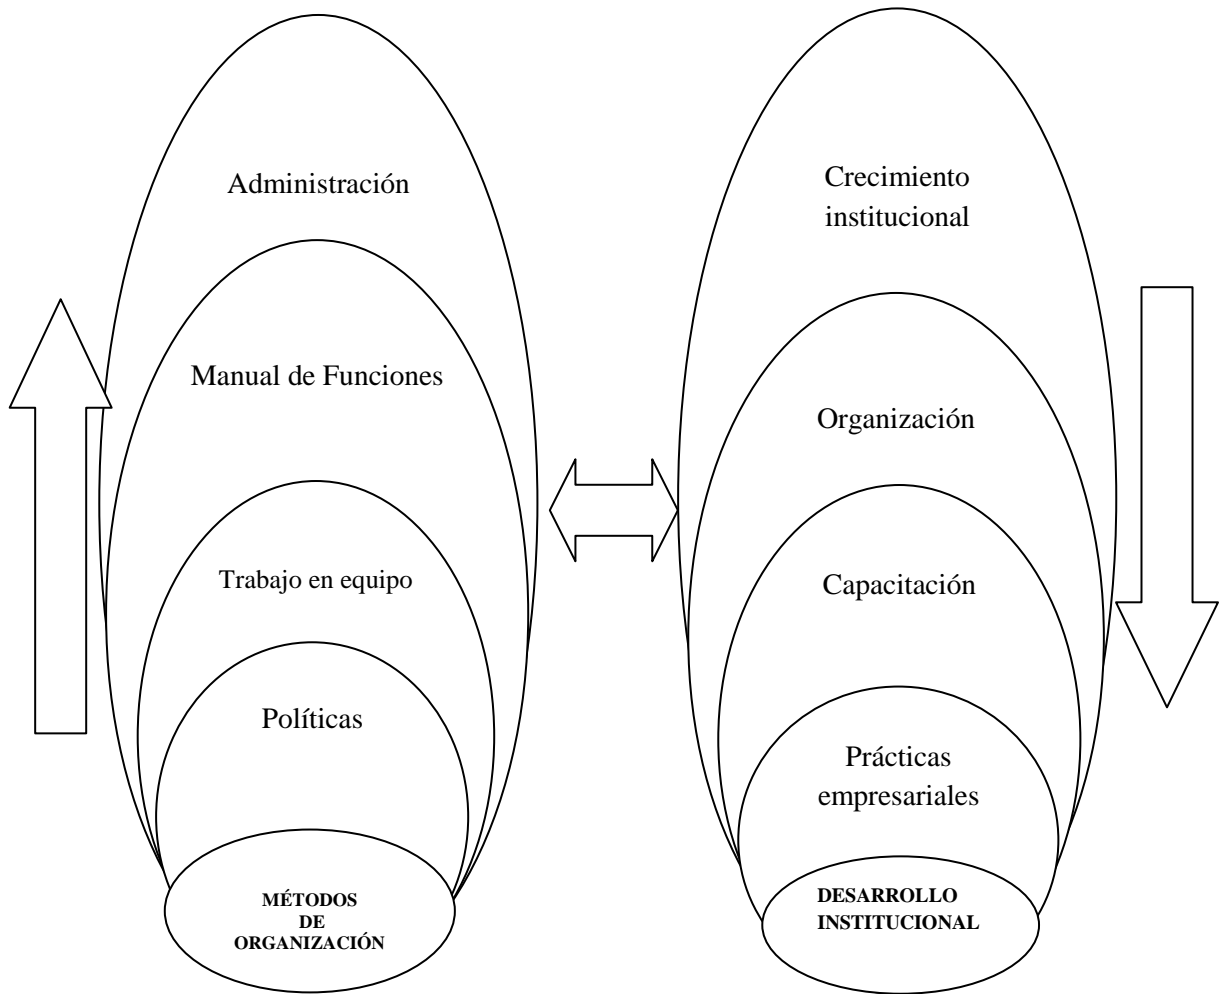 Administración
Manual de Funciones
Trabajo en equipo
Políticas
MÉTODOS
DE
ORGANIZACIÓN
Crecimiento
institucional
Organización
Capacitación
Prácticas
empresariales
DESARROLLO
INSTITUCIONAL